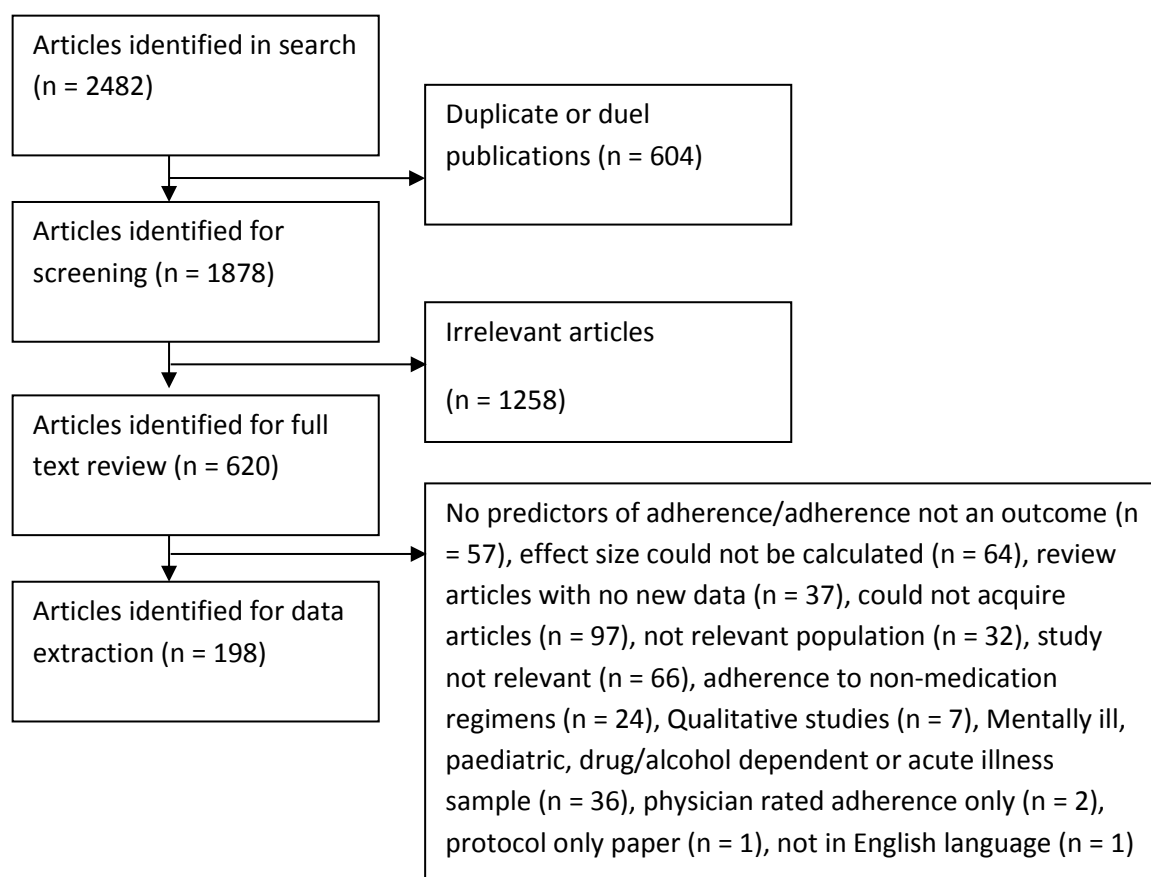 Articles identified in search
(n = 2482)
Duplicate or duel
publications (n = 604)
Articles identified for
screening (n = 1878)
Irrelevant articles
(n = 1258)
Articles identified for full
text review (n = 620)
No predictors of adherence/adherence not an outcome (n
= 57), effect size could not be calculated (n = 64), review
articles with no new data (n = 37), could not acquire
articles (n = 97), not relevant population (n = 32), study
not relevant (n = 66), adherence to non-medication
regimens (n = 24), Qualitative studies (n = 7), Mentally ill,
paediatric, drug/alcohol dependent or acute illness
sample (n = 36), physician rated adherence only (n = 2),
protocol only paper (n = 1), not in English language (n = 1)
Articles identified for data
extraction (n = 198)